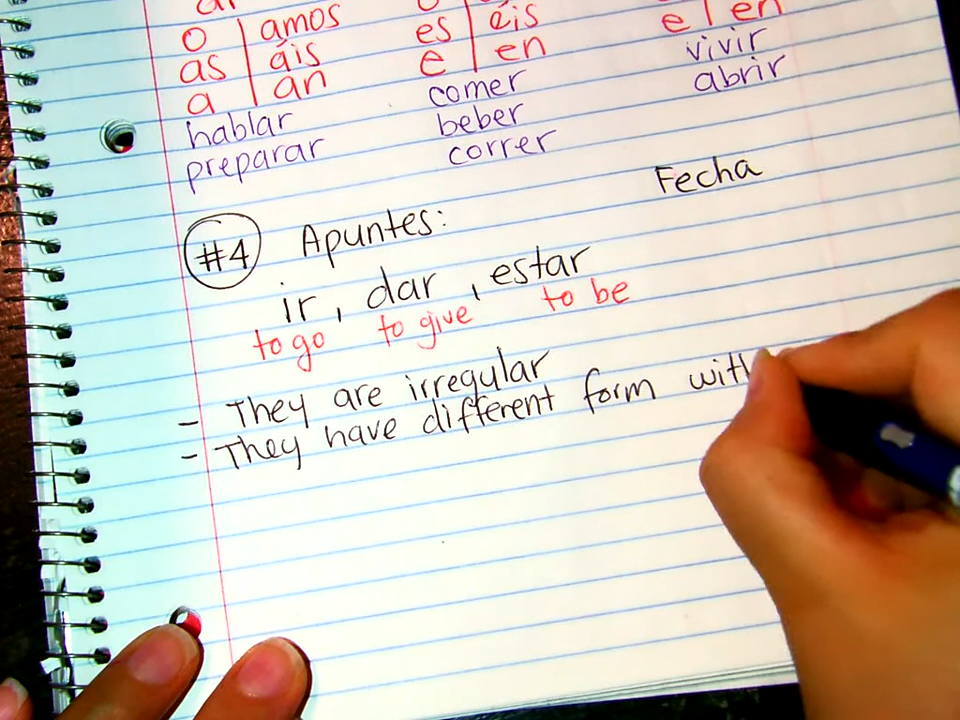 o | amos es | éis e | en
as | áis e | en vivir
a | an comer abrir
hablar beber
preparar correr
Fecha
#4 Apuntes:
ir, dar, estar
to go to give to be
- They are irregular
- They have different form with